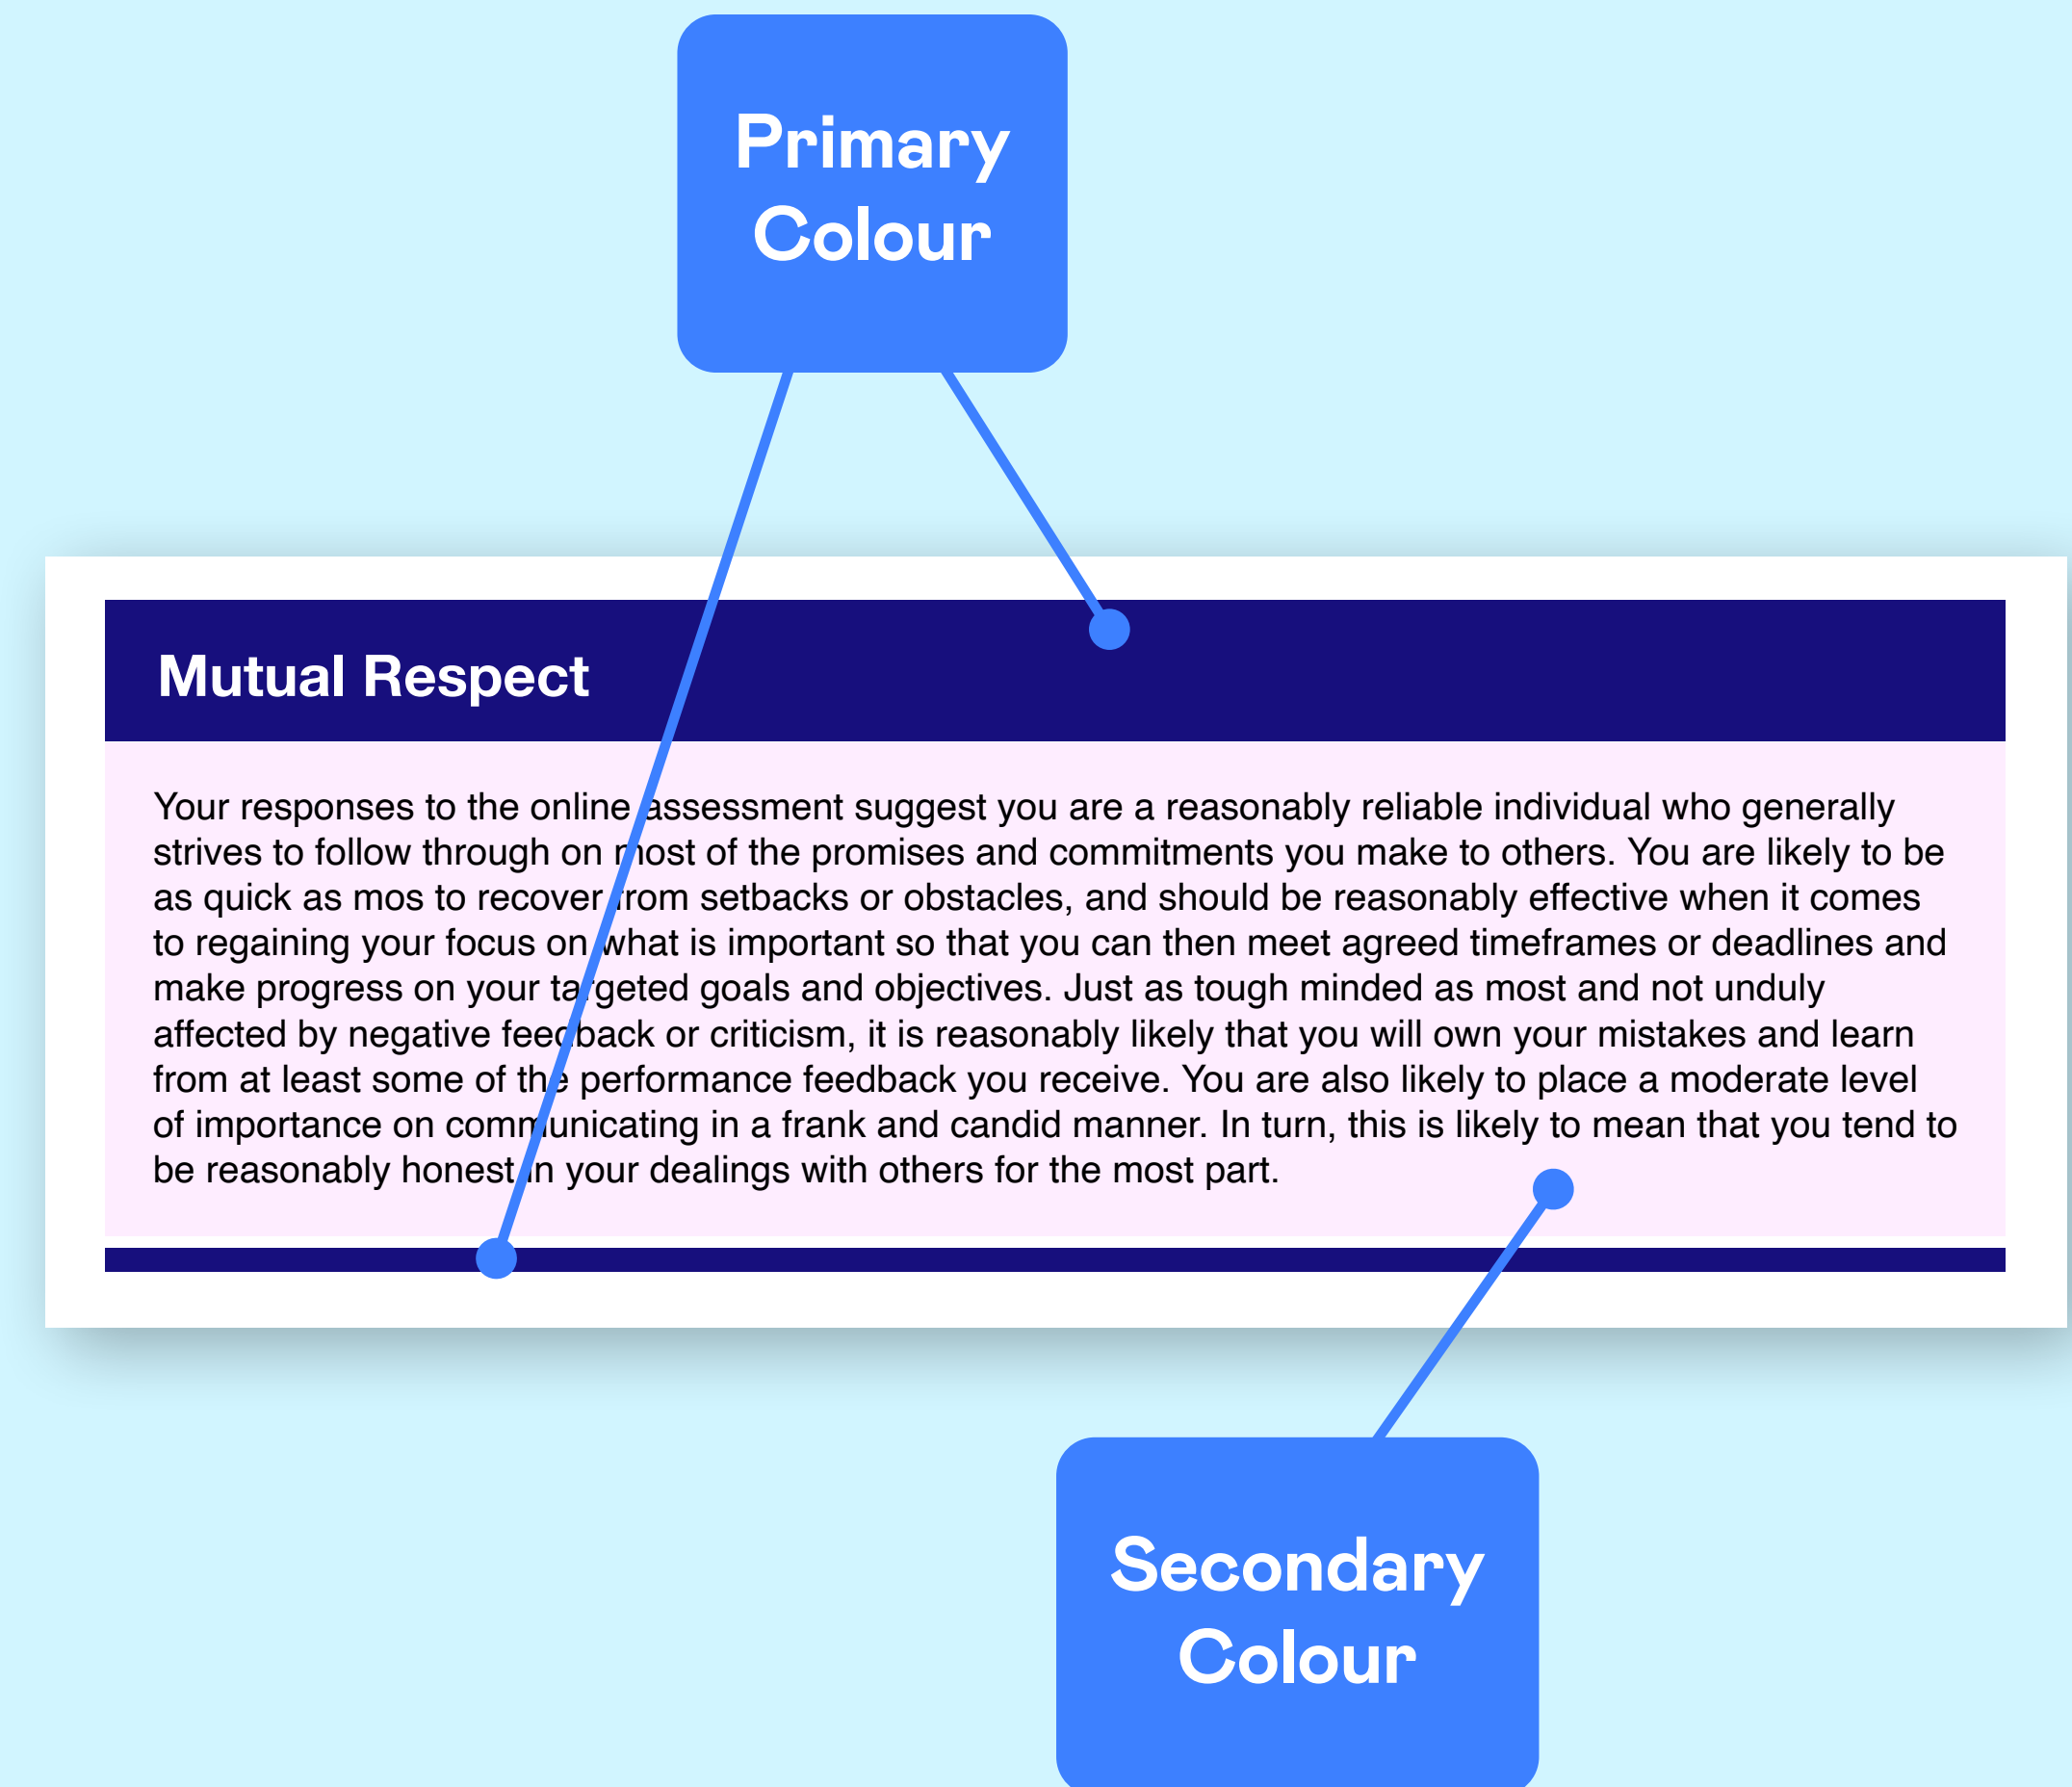 Primary
Colour
Mutual Respect
Your responses to the online assessment suggest you are a reasonably reliable individual who generally
strives to follow through on most of the promises and commitments you make to others. You are likely to be
as quick as mos to recover from setbacks or obstacles, and should be reasonably effective when it comes
to regaining your focus on what is important so that you can then meet agreed timeframes or deadlines and
make progress on your targeted goals and objectives. Just as tough minded as most and not unduly
affected by negative feedback or criticism, it is reasonably likely that you will own your mistakes and learn
from at least some of the performance feedback you receive. You are also likely to place a moderate level
of importance on communicating in a frank and candid manner. In turn, this is likely to mean that you tend to
be reasonably honest in your dealings with others for the most part.
Secondary
Colour